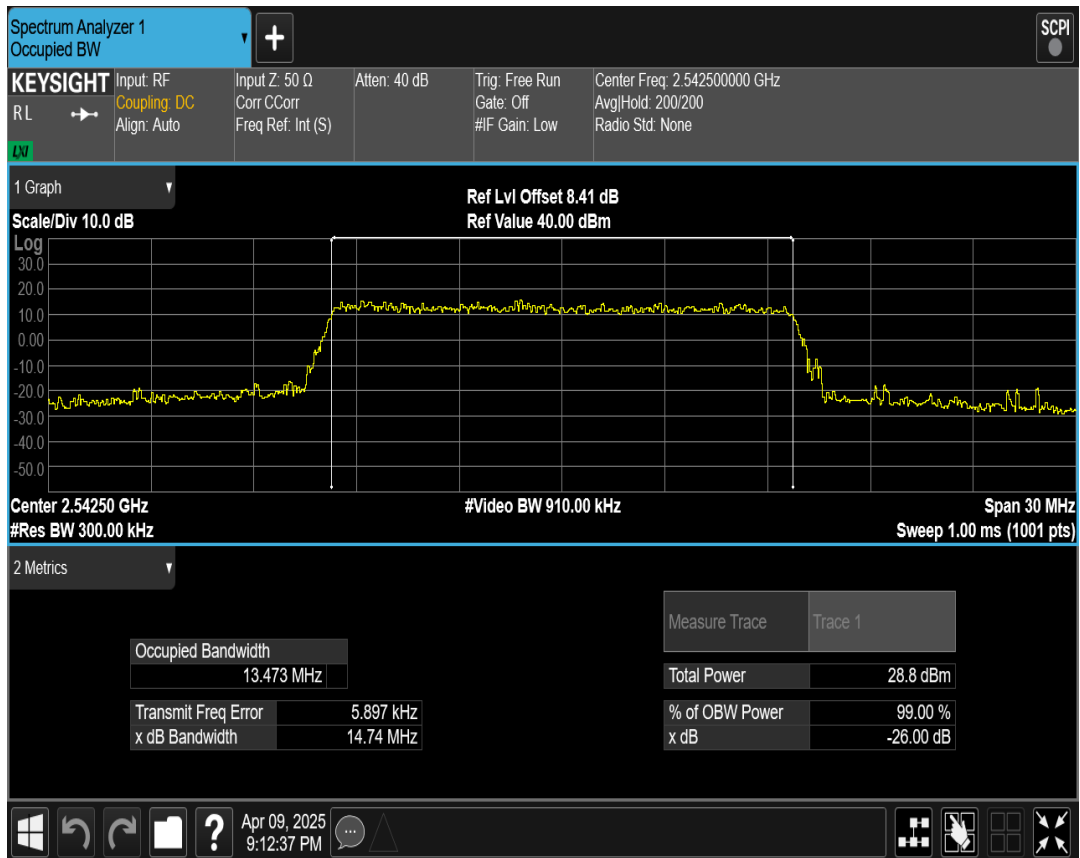 Spectrum Analyzer 1
Occupied BW
+
SCPI
KEYSIGHT
RL
LXI
Input: RF
Coupling: DC
Align: Auto
Input Z: 50 Ω
Corr CCorr
Freq Ref: Int (S)
Atten: 40 dB
Trig: Free Run
Gate: Off
#IF Gain: Low
Center Freq: 2.542500000 GHz
Avg|Hold: 200/200
Radio Std: None
1 Graph
Scale/Div 10.0 dB
Ref Lvl Offset 8.41 dB
Ref Value 40.00 dBm
Log
30.0
20.0
10.0
0.00
-10.0
-20.0
-30.0
-40.0
-50.0
Center 2.54250 GHz
#Video BW 910.00 kHz
Span 30 MHz
#Res BW 300.00 kHz
Sweep 1.00 ms (1001 pts)
2 Metrics
Measure Trace Trace 1
Occupied Bandwidth
13.473 MHz
Total Power 28.8 dBm
Transmit Freq Error 5.897 kHz
% of OBW Power 99.00 %
x dB Bandwidth 14.74 MHz
x dB -26.00 dB
?
Apr 09, 2025
9:12:37 PM